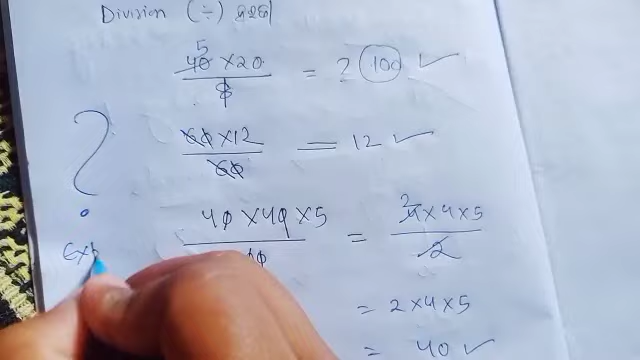 Division (÷)
5
40 × 20 / 8 = ? 100 ✓
60 × 12 / 60 = 12 ✓
?
40 × 40 × 5 = 2 4 × 4 × 5 / 2
= 2 × 4 × 5
= 40 ✓